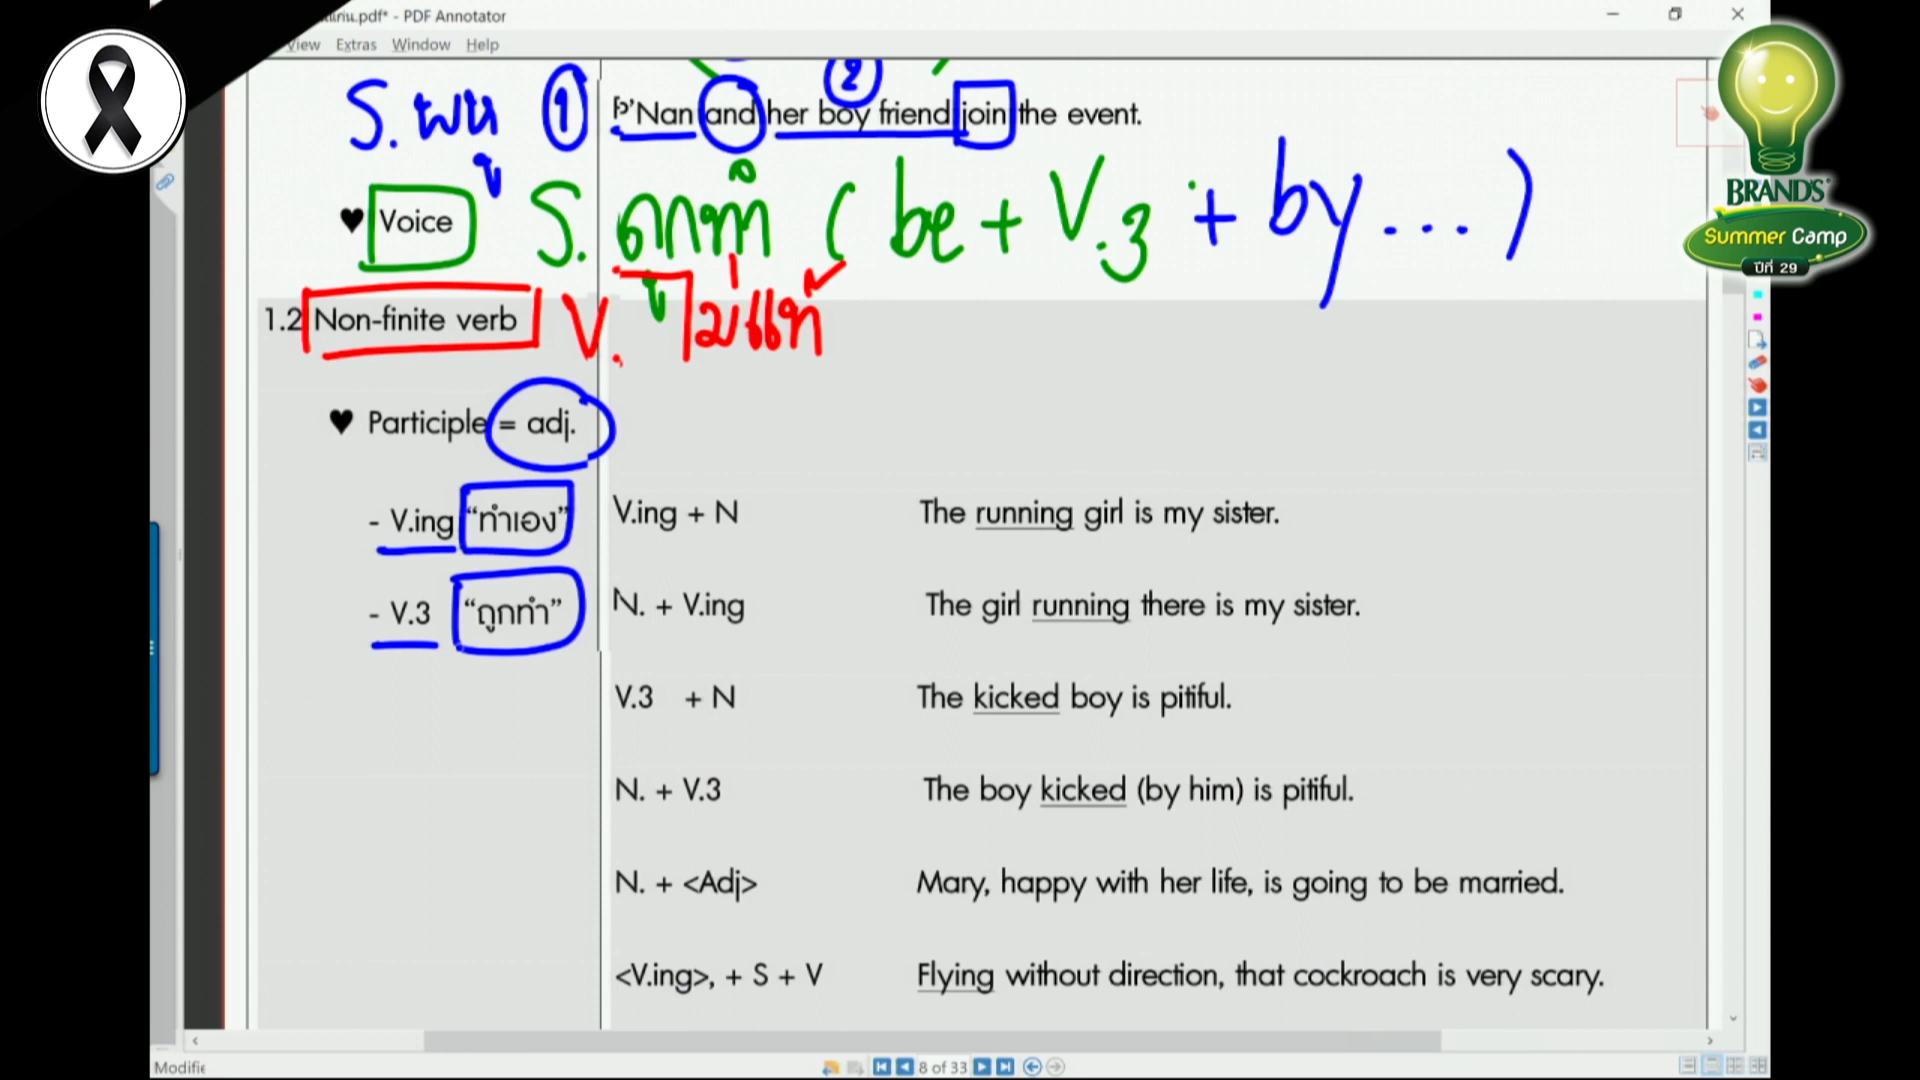 แกน.pdf* - PDF Annotator
View Extras Window Help
S. ②
①
P'Nan and her boy friend join the event.
♥ Voice S. ถูกทำ ( be + V.3 + by ... )
1.2 Non-finite verb V. ไม่แท้
♥ Participle = adj.
- V.ing “ทำเอง” V.ing + N The running girl is my sister.
- V.3 “ถูกทำ” N. + V.ing The girl running there is my sister.
V.3 + N The kicked boy is pitiful.
N. + V.3 The boy kicked (by him) is pitiful.
N. + <Adj> Mary, happy with her life, is going to be married.
<V.ing>, + S + V Flying without direction, that cockroach is very scary.
8 of 33
BRAND'S
Summer Camp
ปีที่ 29